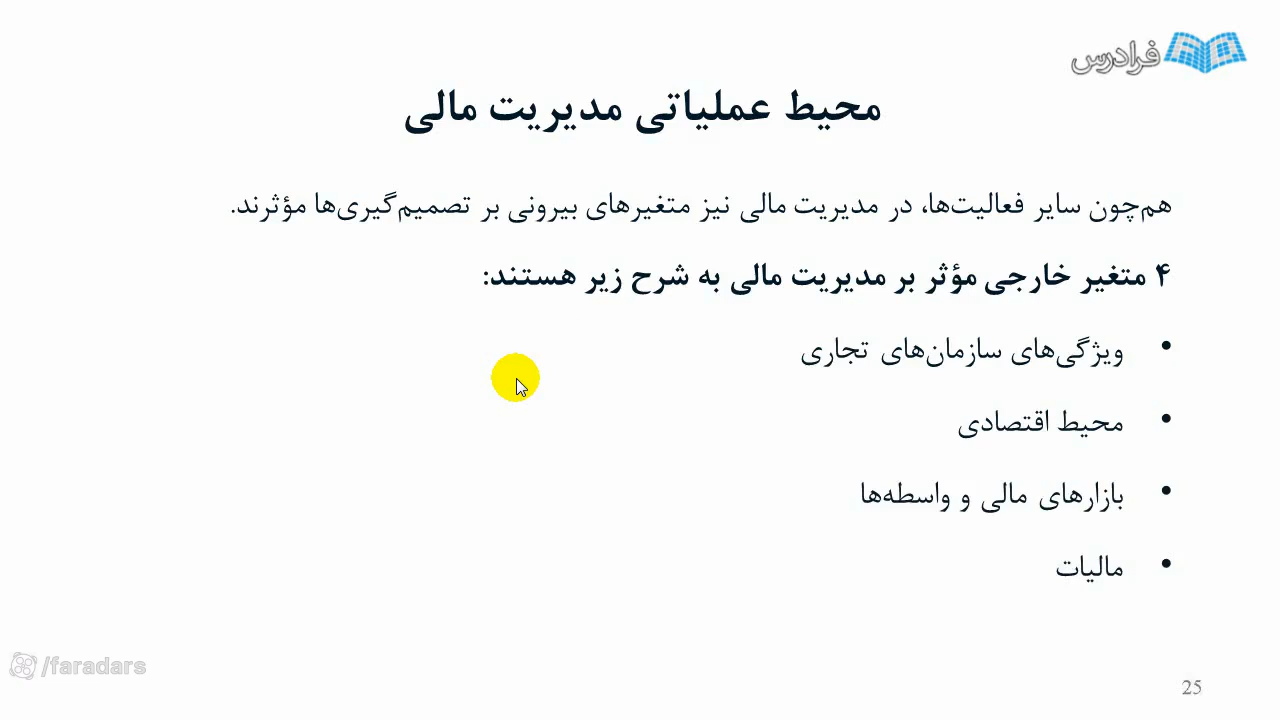 فرادرس
محیط عملیاتی مدیریت مالی
هم‌چون سایر فعالیت‌ها، در مدیریت مالی نیز متغیرهای بیرونی بر تصمیم‌گیری‌ها مؤثرند.
۴ متغیر خارجی مؤثر بر مدیریت مالی به شرح زیر هستند:
• ویژگی‌های سازمان‌های تجاری
• محیط اقتصادی
• بازارهای مالی و واسطه‌ها
• مالیات
/faradars
25